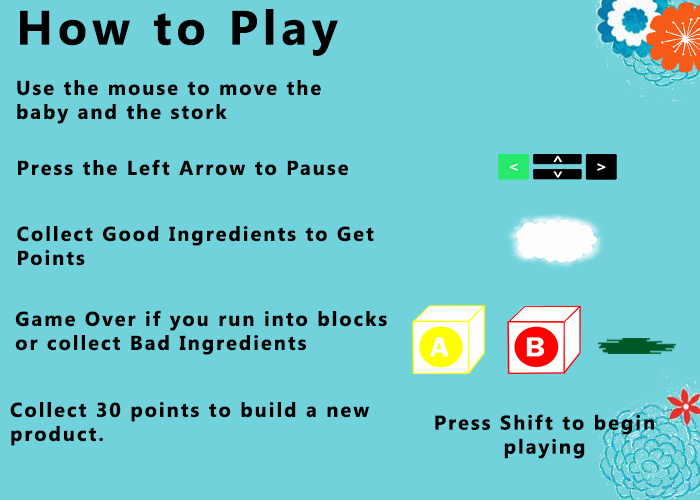 How to Play
Use the mouse to move the
baby and the stork
Press the Left Arrow to Pause
< ^ v >
Collect Good Ingredients to Get
Points
Game Over if you run into blocks
or collect Bad Ingredients
A B
Collect 30 points to build a new
product.
Press Shift to begin
playing